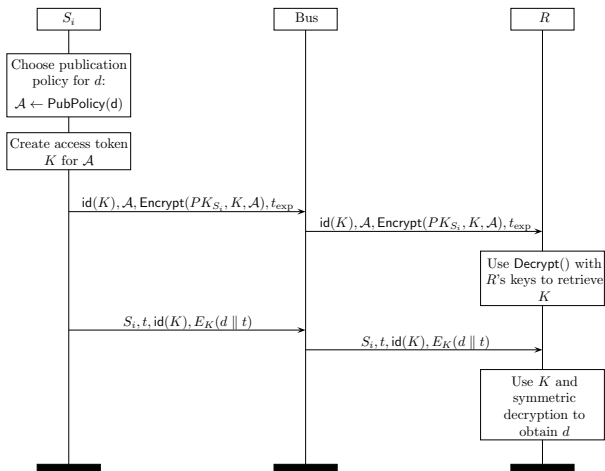 S_i
Bus
R
Choose publication
policy for d:
𝒜 ← PubPolicy(d)
Create access token
K for 𝒜
id(K), 𝒜, Encrypt(PK_{S_i}, K, 𝒜), t_exp
id(K), 𝒜, Encrypt(PK_{S_i}, K, 𝒜), t_exp
Use Decrypt() with
R's keys to retrieve
K
S_i, t, id(K), E_K(d ∥ t)
S_i, t, id(K), E_K(d ∥ t)
Use K and
symmetric
decryption to
obtain d